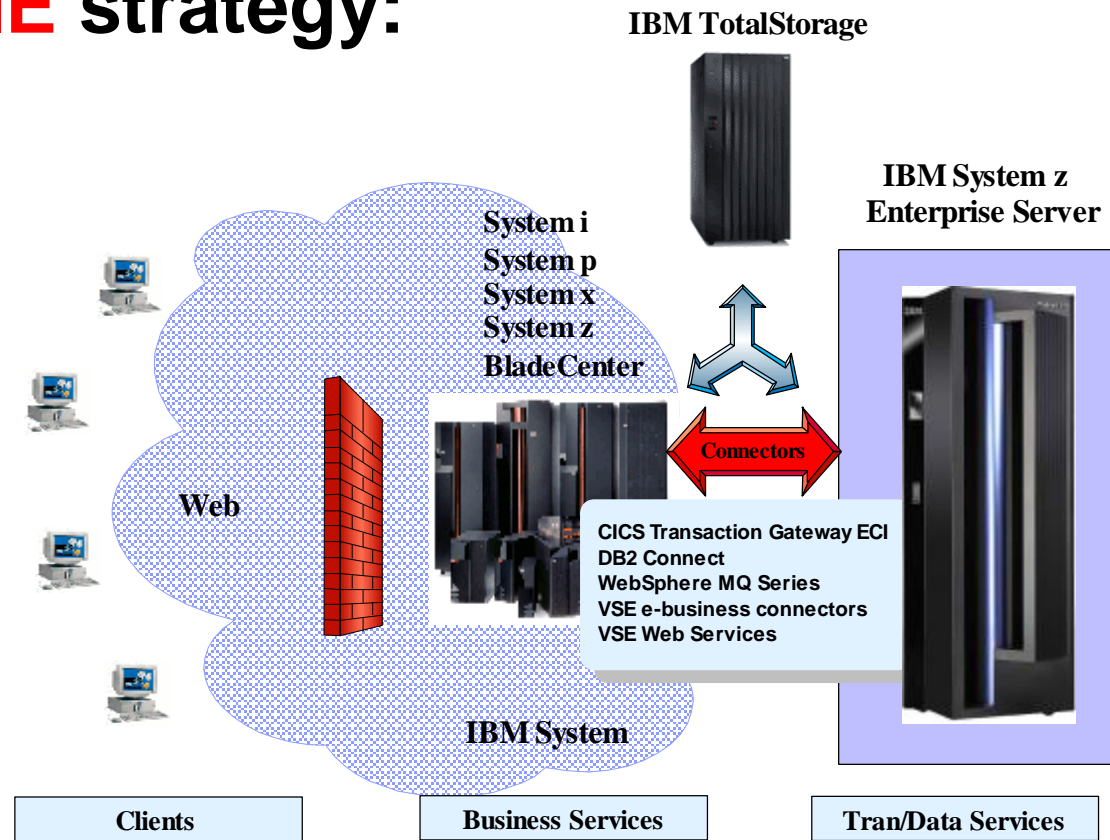 strategy:
IBM TotalStorage
IBM System z
Enterprise Server
System i
System p
System x
System z
BladeCenter
Connectors
Web
CICS Transaction Gateway ECI
DB2 Connect
WebSphere MQ Series
VSE e-business connectors
VSE Web Services
IBM System
Clients
Business Services
Tran/Data Services